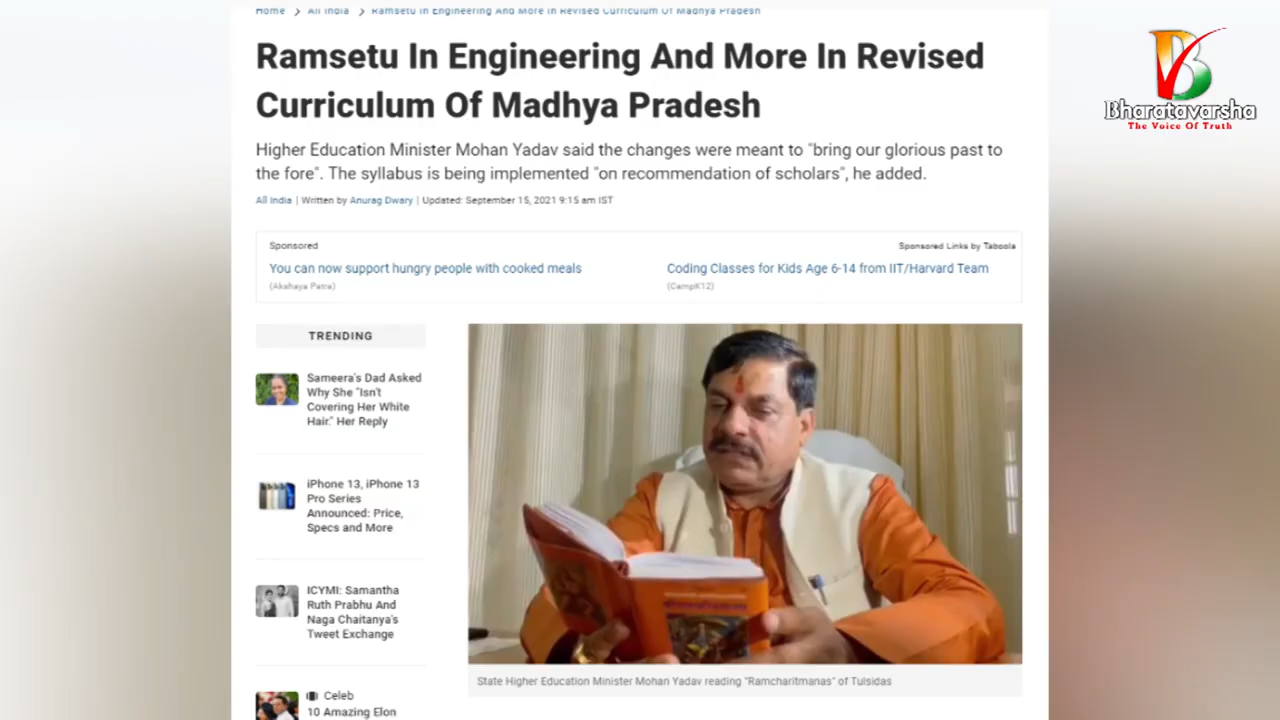 Home > All India > Ramsetu In Engineering And More In Revised Curriculum Of Madhya Pradesh
Ramsetu In Engineering And More In Revised
Curriculum Of Madhya Pradesh
Higher Education Minister Mohan Yadav said the changes were meant to "bring our glorious past to
the fore". The syllabus is being implemented "on recommendation of scholars", he added.
All India | Written by Anurag Dwary | Updated: September 15, 2021 9:15 am IST
Sponsored
Sponsored Links by Taboola
You can now support hungry people with cooked meals
(Akshaya Patra)
Coding Classes for Kids Age 6-14 from IIT/Harvard Team
(CampK12)
TRENDING
Sameera's Dad Asked
Why She "Isn't
Covering Her White
Hair." Her Reply
iPhone 13, iPhone 13
Pro Series
Announced: Price,
Specs and More
ICYMI: Samantha
Ruth Prabhu And
Naga Chaitanya's
Tweet Exchange
Celeb
10 Amazing Elon
State Higher Education Minister Mohan Yadav reading "Ramcharitmanas" of Tulsidas
Bharatavarsha
The Voice Of Truth